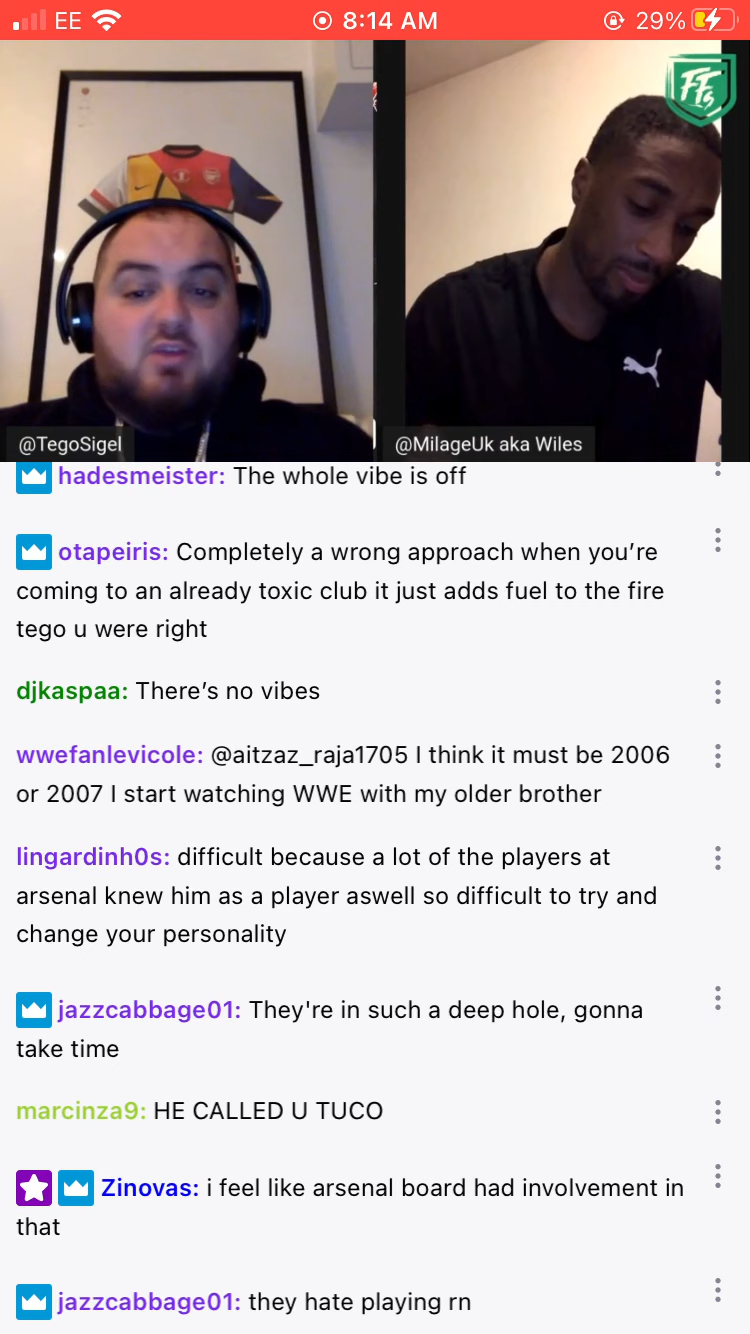 EE 8:14 AM 29%
FFs
@TegoSigel
@MilageUk aka Wiles
hadesmeister: The whole vibe is off
otapeiris: Completely a wrong approach when you’re
coming to an already toxic club it just adds fuel to the fire
tego u were right
djkaspaa: There’s no vibes
wwefanlevicole: @aitzaz_raja1705 I think it must be 2006
or 2007 I start watching WWE with my older brother
lingardinh0s: difficult because a lot of the players at
arsenal knew him as a player aswell so difficult to try and
change your personality
jazzcabbage01: They're in such a deep hole, gonna
take time
marcinza9: HE CALLED U TUCO
Zinovas: i feel like arsenal board had involvement in
that
jazzcabbage01: they hate playing rn